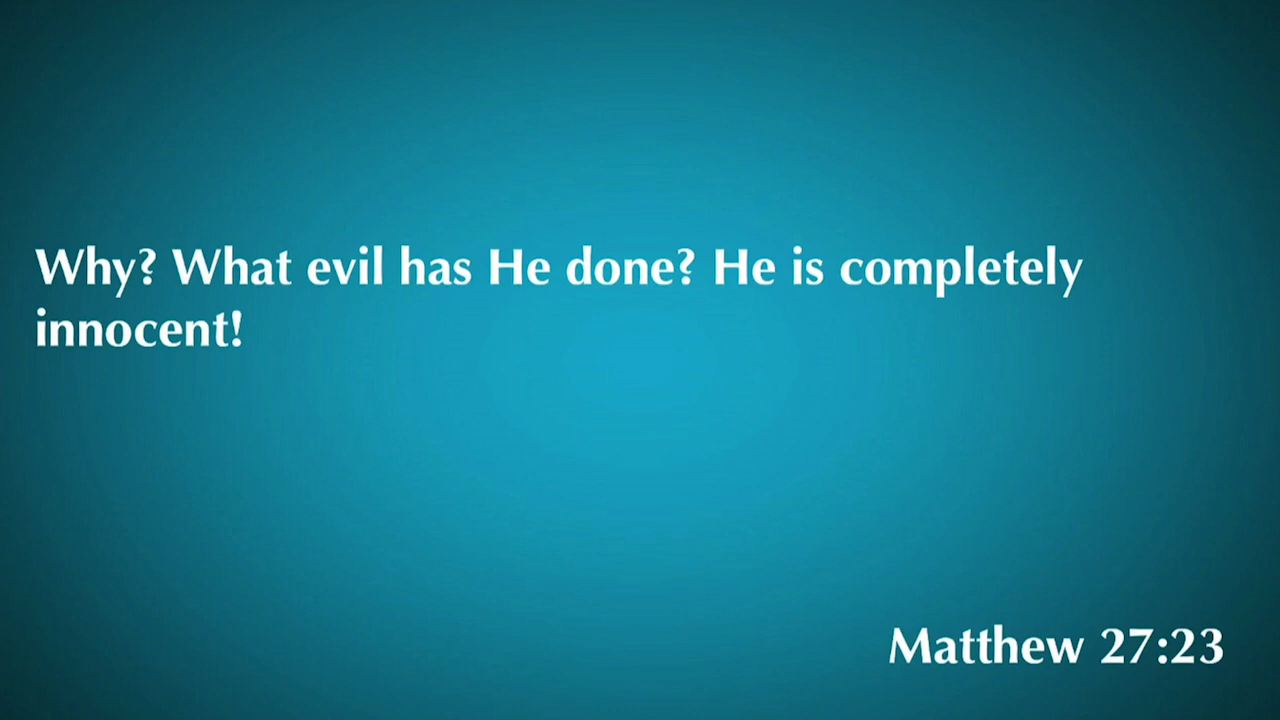 Why? What evil has He done? He is completely
innocent!
Matthew 27:23